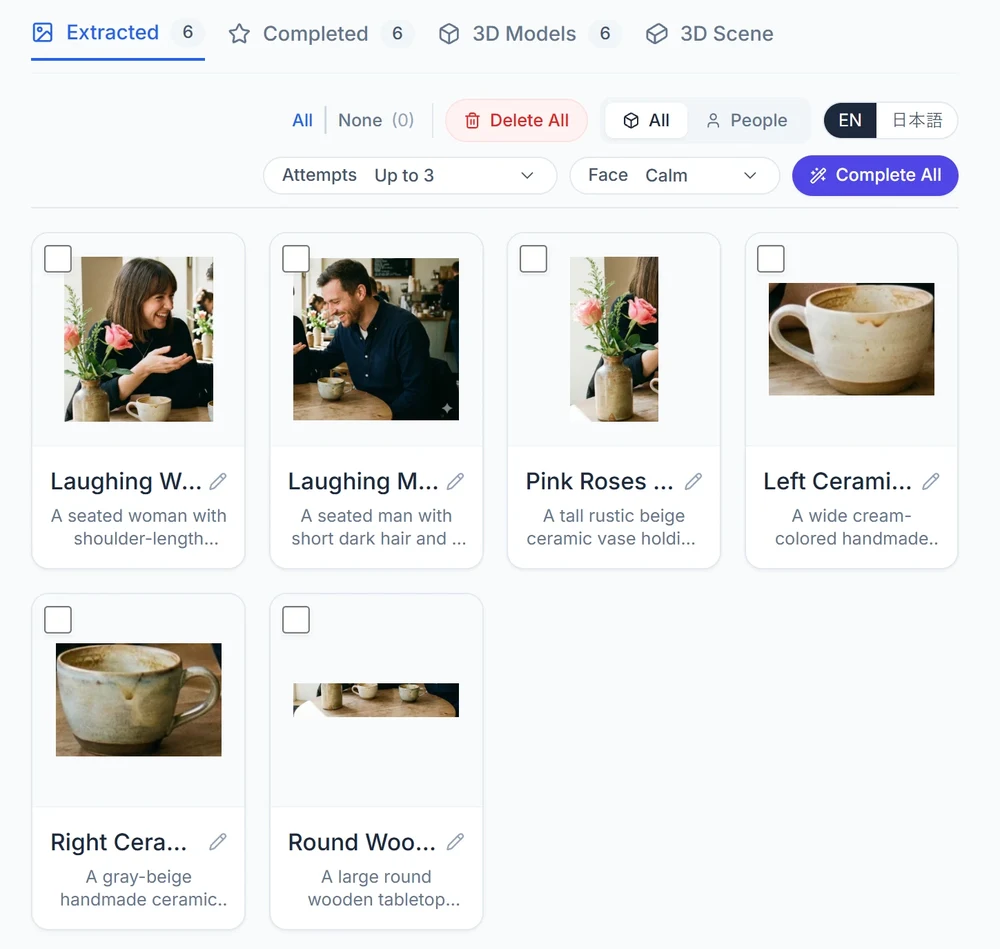 Extracted 6 Completed 6 3D Models 6 3D Scene
All None (0) Delete All All People EN 日本語
Attempts Up to 3 Face Calm Complete All
Laughing W...
A seated woman with
shoulder-length...
Laughing M...
A seated man with
short dark hair and ...
Pink Roses ...
A tall rustic beige
ceramic vase holdi...
Left Cerami...
A wide cream-
colored handmade..
Right Cera...
A gray-beige
handmade ceramic..
Round Woo...
A large round
wooden tabletop...